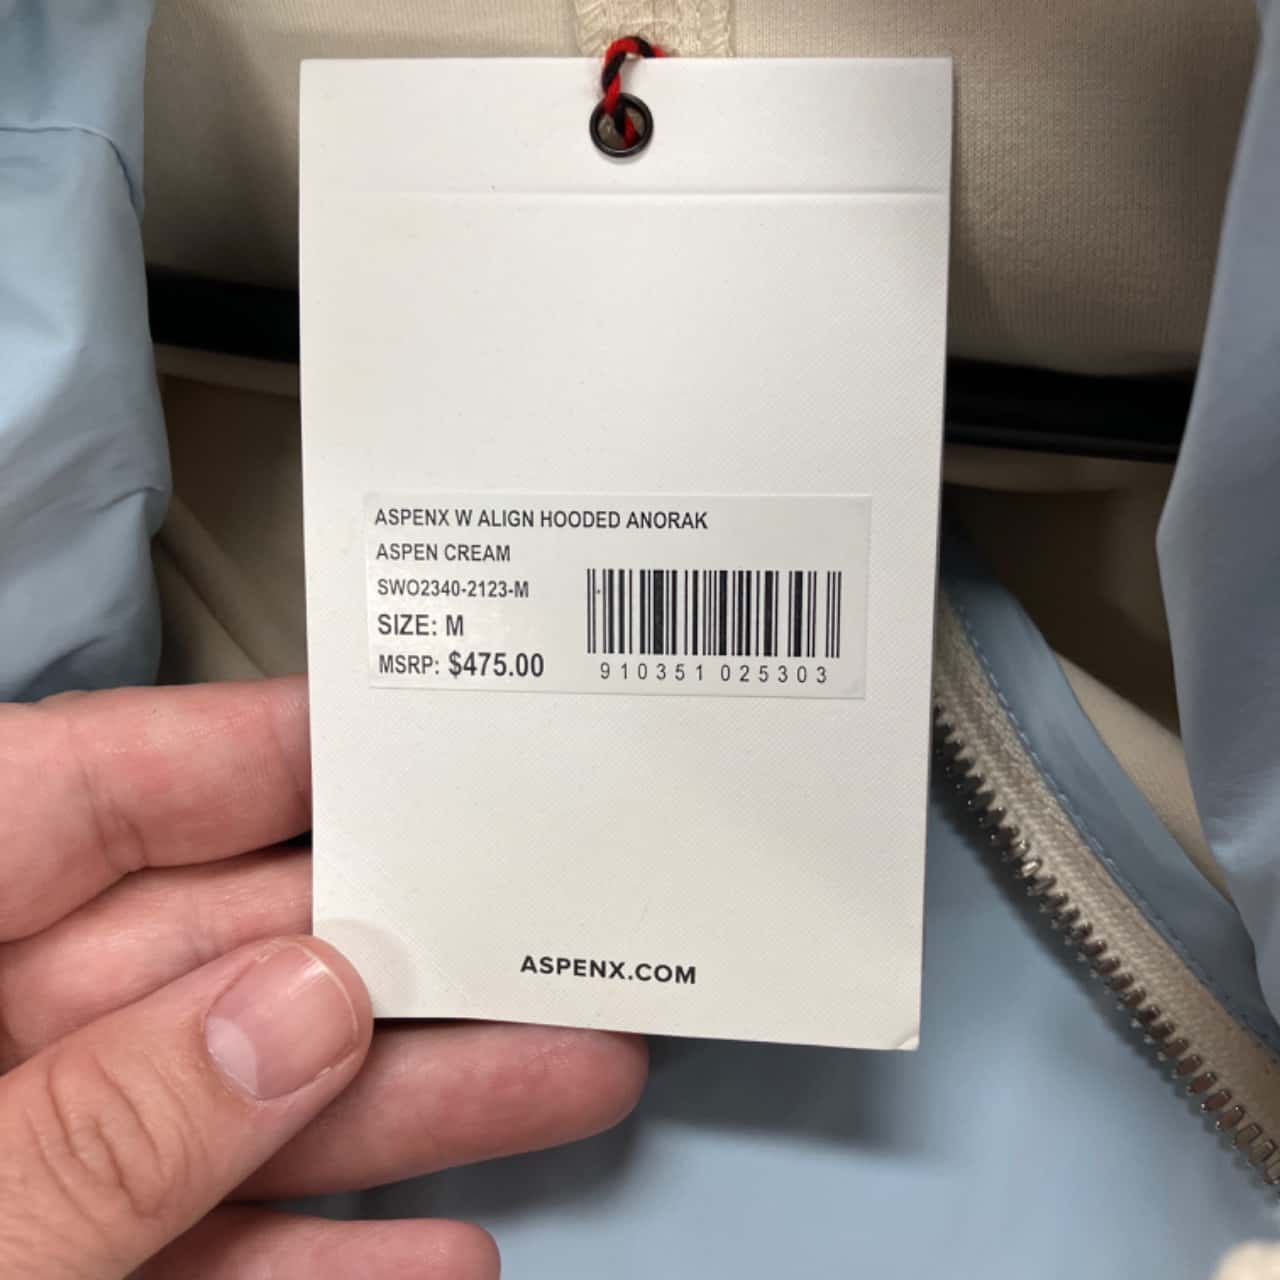 ASPENX W ALIGN HOODED ANORAK
ASPEN CREAM
SWO2340-2123-M
SIZE: M
MSRP: $475.00
910351 025303
ASPENX.COM